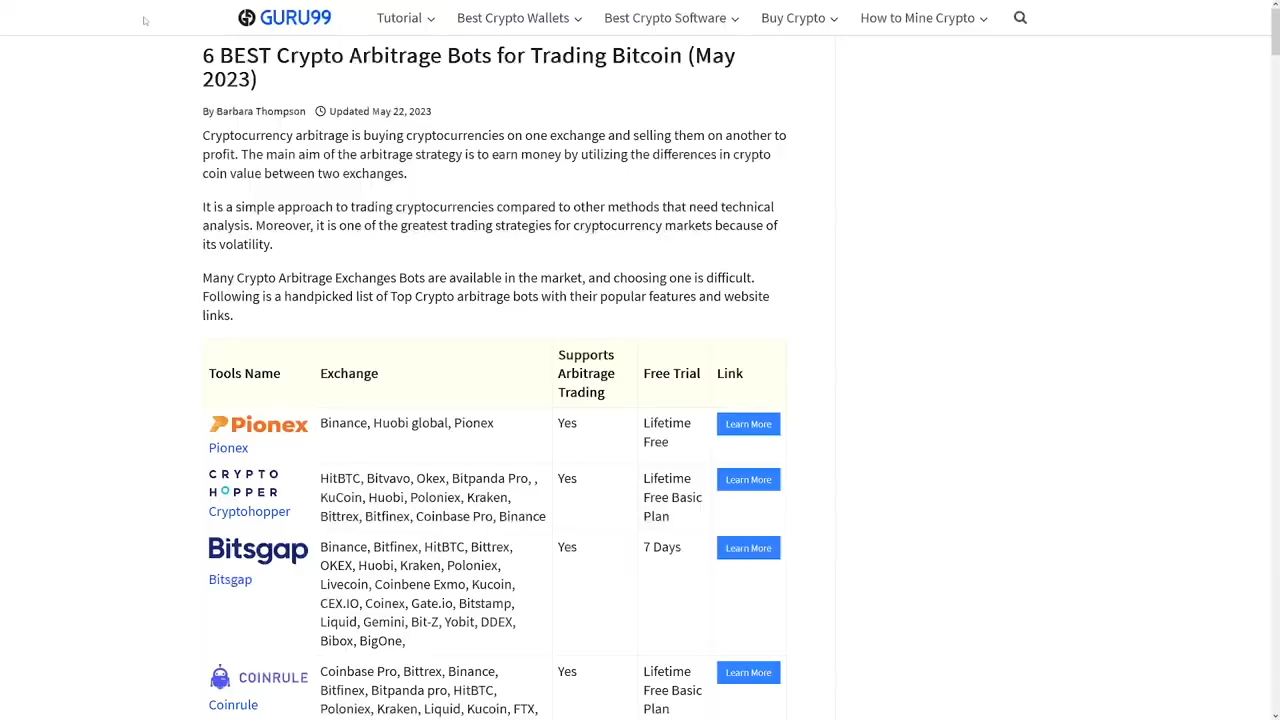 GURU99 Tutorial Best Crypto Wallets Best Crypto Software Buy Crypto How to Mine Crypto
6 BEST Crypto Arbitrage Bots for Trading Bitcoin (May
2023)
By Barbara Thompson Updated May 22, 2023
Cryptocurrency arbitrage is buying cryptocurrencies on one exchange and selling them on another to
profit. The main aim of the arbitrage strategy is to earn money by utilizing the differences in crypto
coin value between two exchanges.
It is a simple approach to trading cryptocurrencies compared to other methods that need technical
analysis. Moreover, it is one of the greatest trading strategies for cryptocurrency markets because of
its volatility.
Many Crypto Arbitrage Exchanges Bots are available in the market, and choosing one is difficult.
Following is a handpicked list of Top Crypto arbitrage bots with their popular features and website
links.
Tools Name
Exchange
Supports
Arbitrage
Trading
Free Trial
Link
Pionex
Pionex
Binance, Huobi global, Pionex
Yes
Lifetime
Free
Learn More
CRYPTO
HOPPER
Cryptohopper
HitBTC, Bitvavo, Okex, Bitpanda Pro, ,
KuCoin, Huobi, Poloniex, Kraken,
Bittrex, Bitfinex, Coinbase Pro, Binance
Yes
Lifetime
Free Basic
Plan
Learn More
Bitsgap
Bitsgap
Binance, Bitfinex, HitBTC, Bittrex,
OKEX, Huobi, Kraken, Poloniex,
Livecoin, Coinbene Exmo, Kucoin,
CEX.IO, Coinex, Gate.io, Bitstamp,
Liquid, Gemini, Bit-Z, Yobit, DDEX,
Bibox, BigOne,
Yes
7 Days
Learn More
COINRULE
Coinrule
Coinbase Pro, Bittrex, Binance,
Bitfinex, Bitpanda pro, HitBTC,
Poloniex, Kraken, Liquid, Kucoin, FTX,
Yes
Lifetime
Free Basic
Plan
Learn More